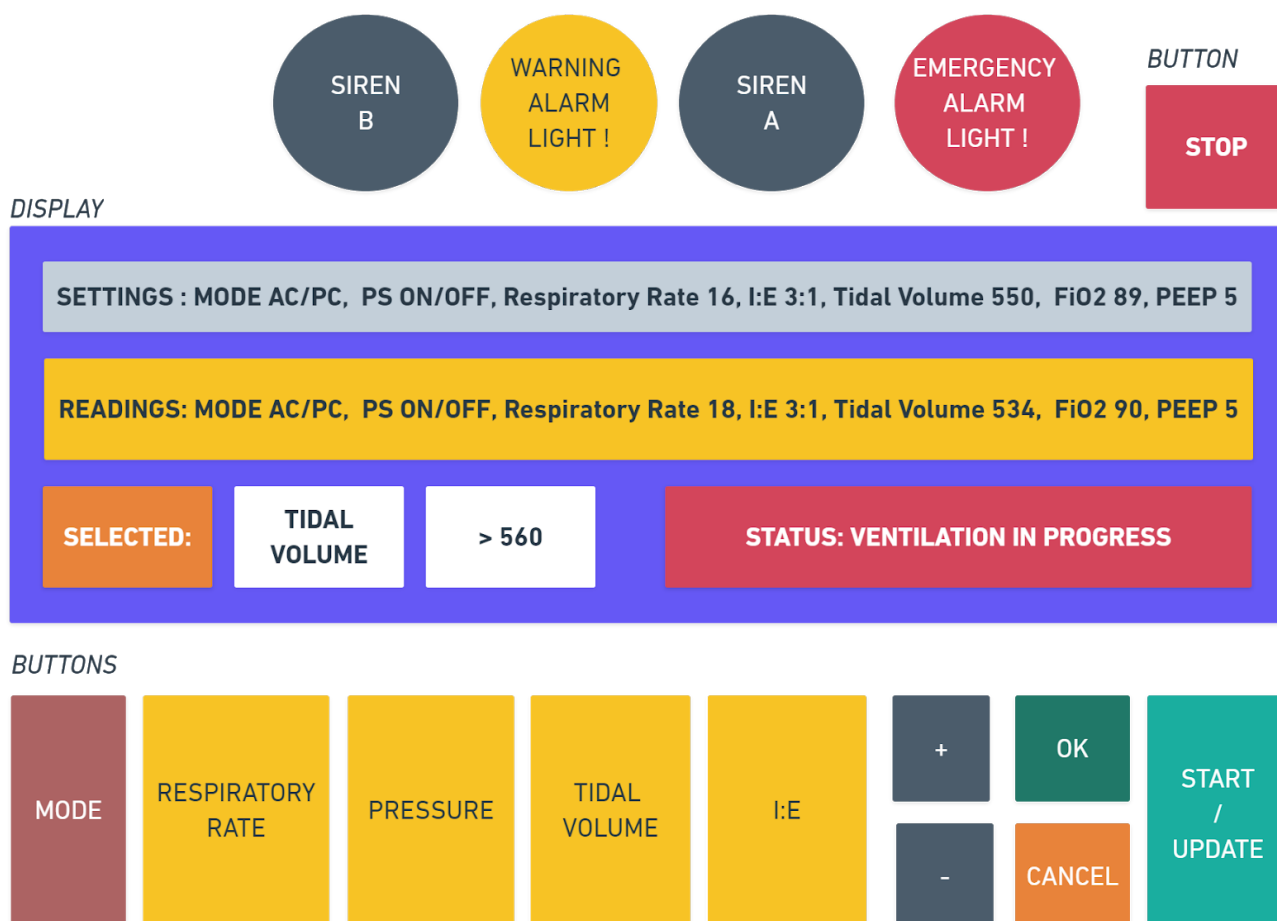 SIREN
B
WARNING
ALARM
LIGHT !
SIREN
A
EMERGENCY
ALARM
LIGHT !
BUTTON
STOP
DISPLAY
SETTINGS : MODE AC/PC, PS ON/OFF, Respiratory Rate 16, I:E 3:1, Tidal Volume 550, FiO2 89, PEEP 5
READINGS: MODE AC/PC, PS ON/OFF, Respiratory Rate 18, I:E 3:1, Tidal Volume 534, FiO2 90, PEEP 5
SELECTED:
TIDAL
VOLUME
> 560
STATUS: VENTILATION IN PROGRESS
BUTTONS
MODE
RESPIRATORY
RATE
PRESSURE
TIDAL
VOLUME
I:E
+
-
OK
CANCEL
START
/
UPDATE